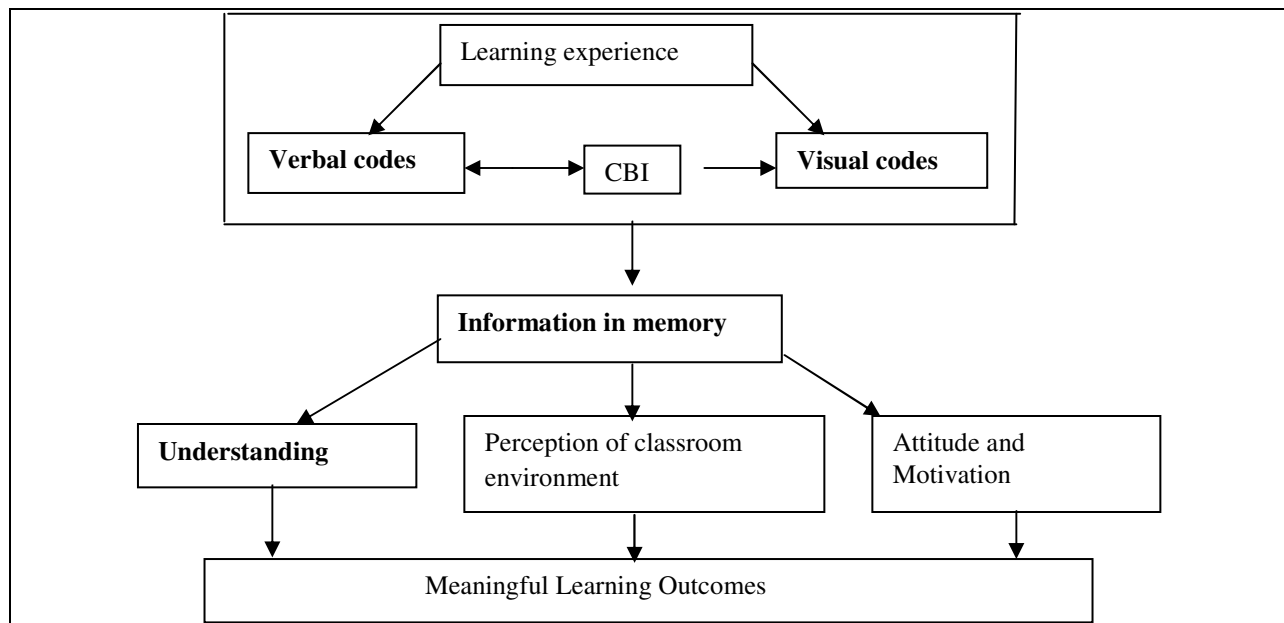 Learning experience
Verbal codes
CBI
Visual codes
Information in memory
Understanding
Perception of classroom
environment
Attitude and
Motivation
Meaningful Learning Outcomes